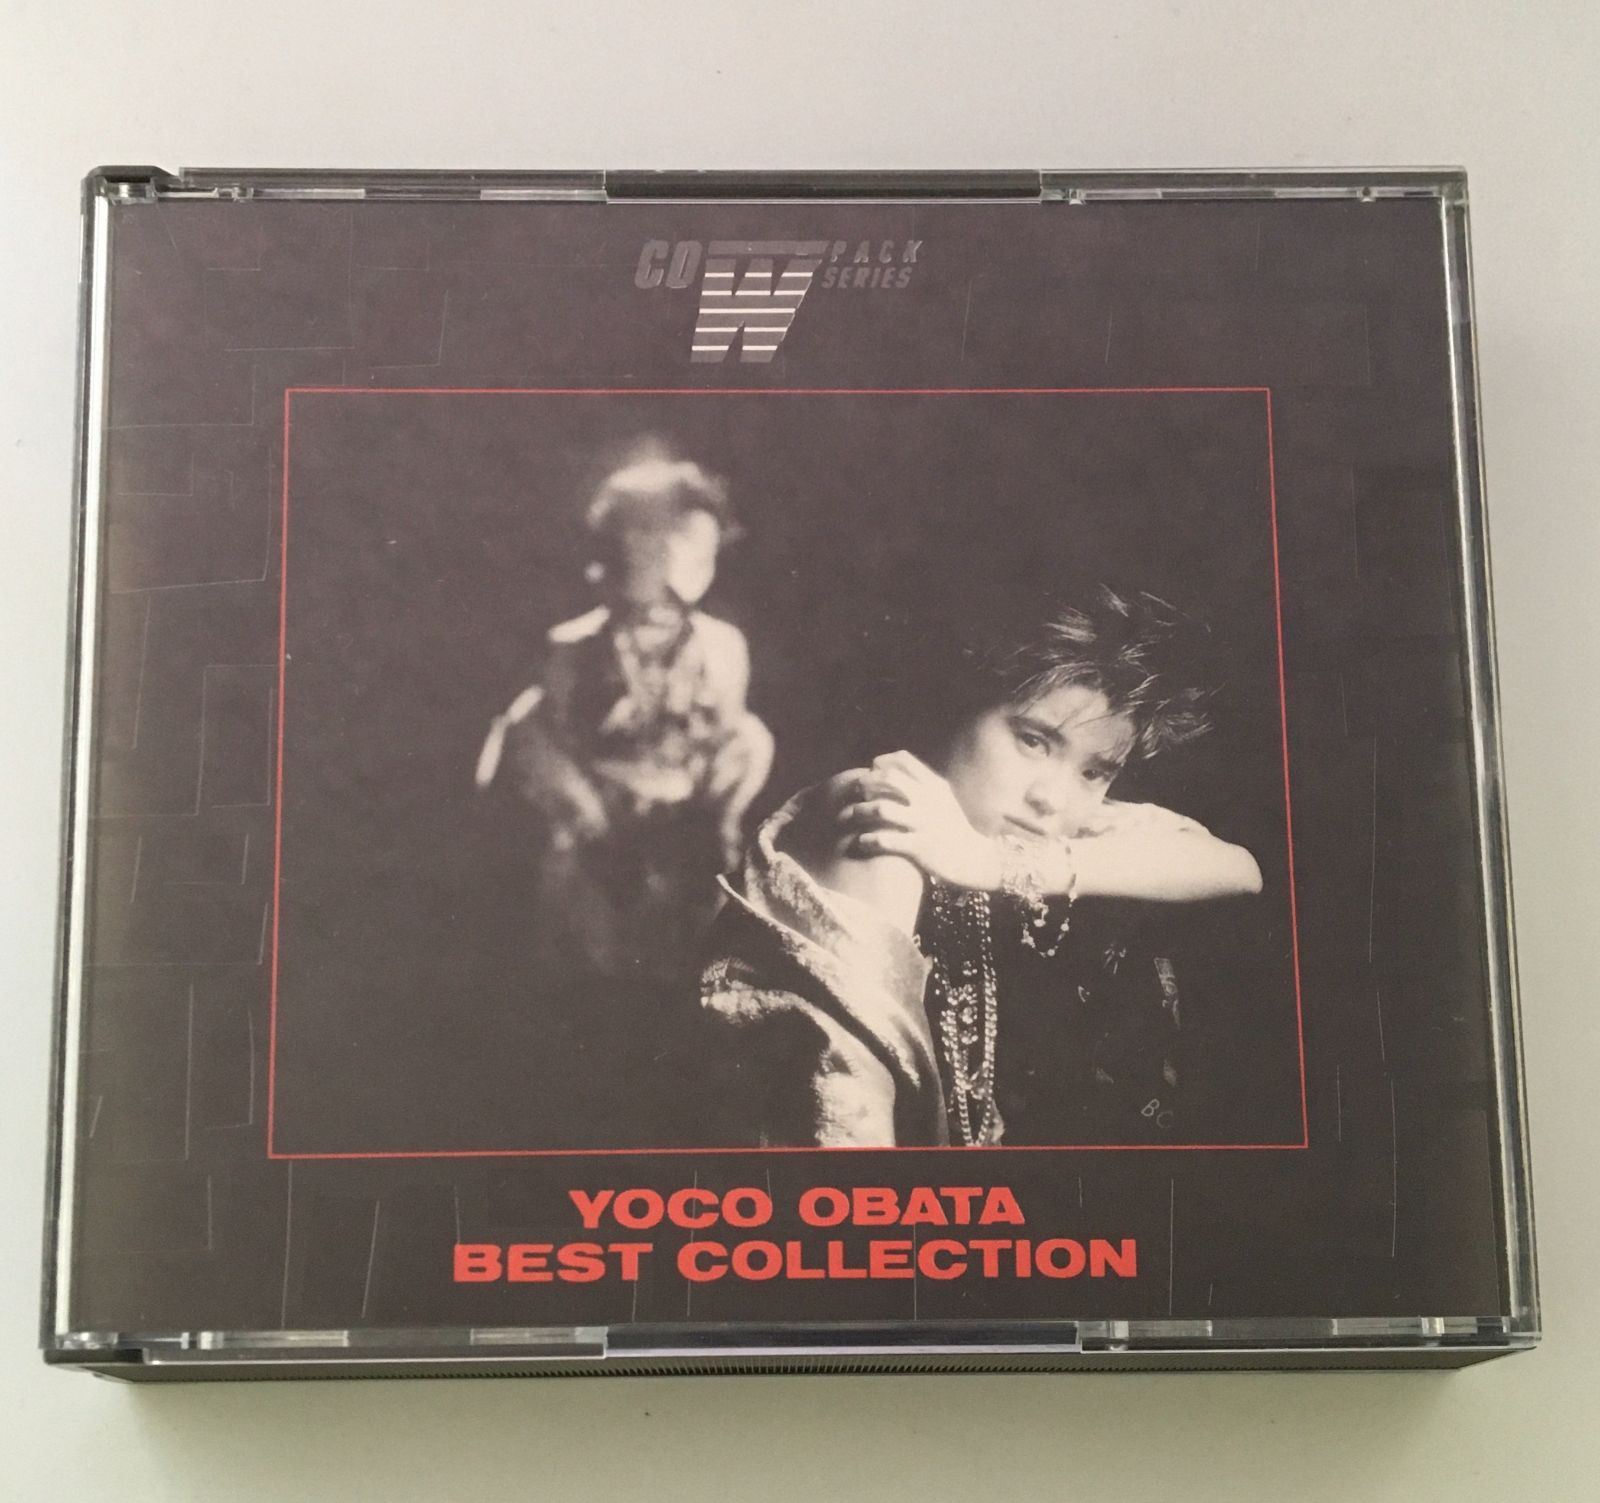 CD W PACK
SERIES
YOCO OBATA
BEST COLLECTION